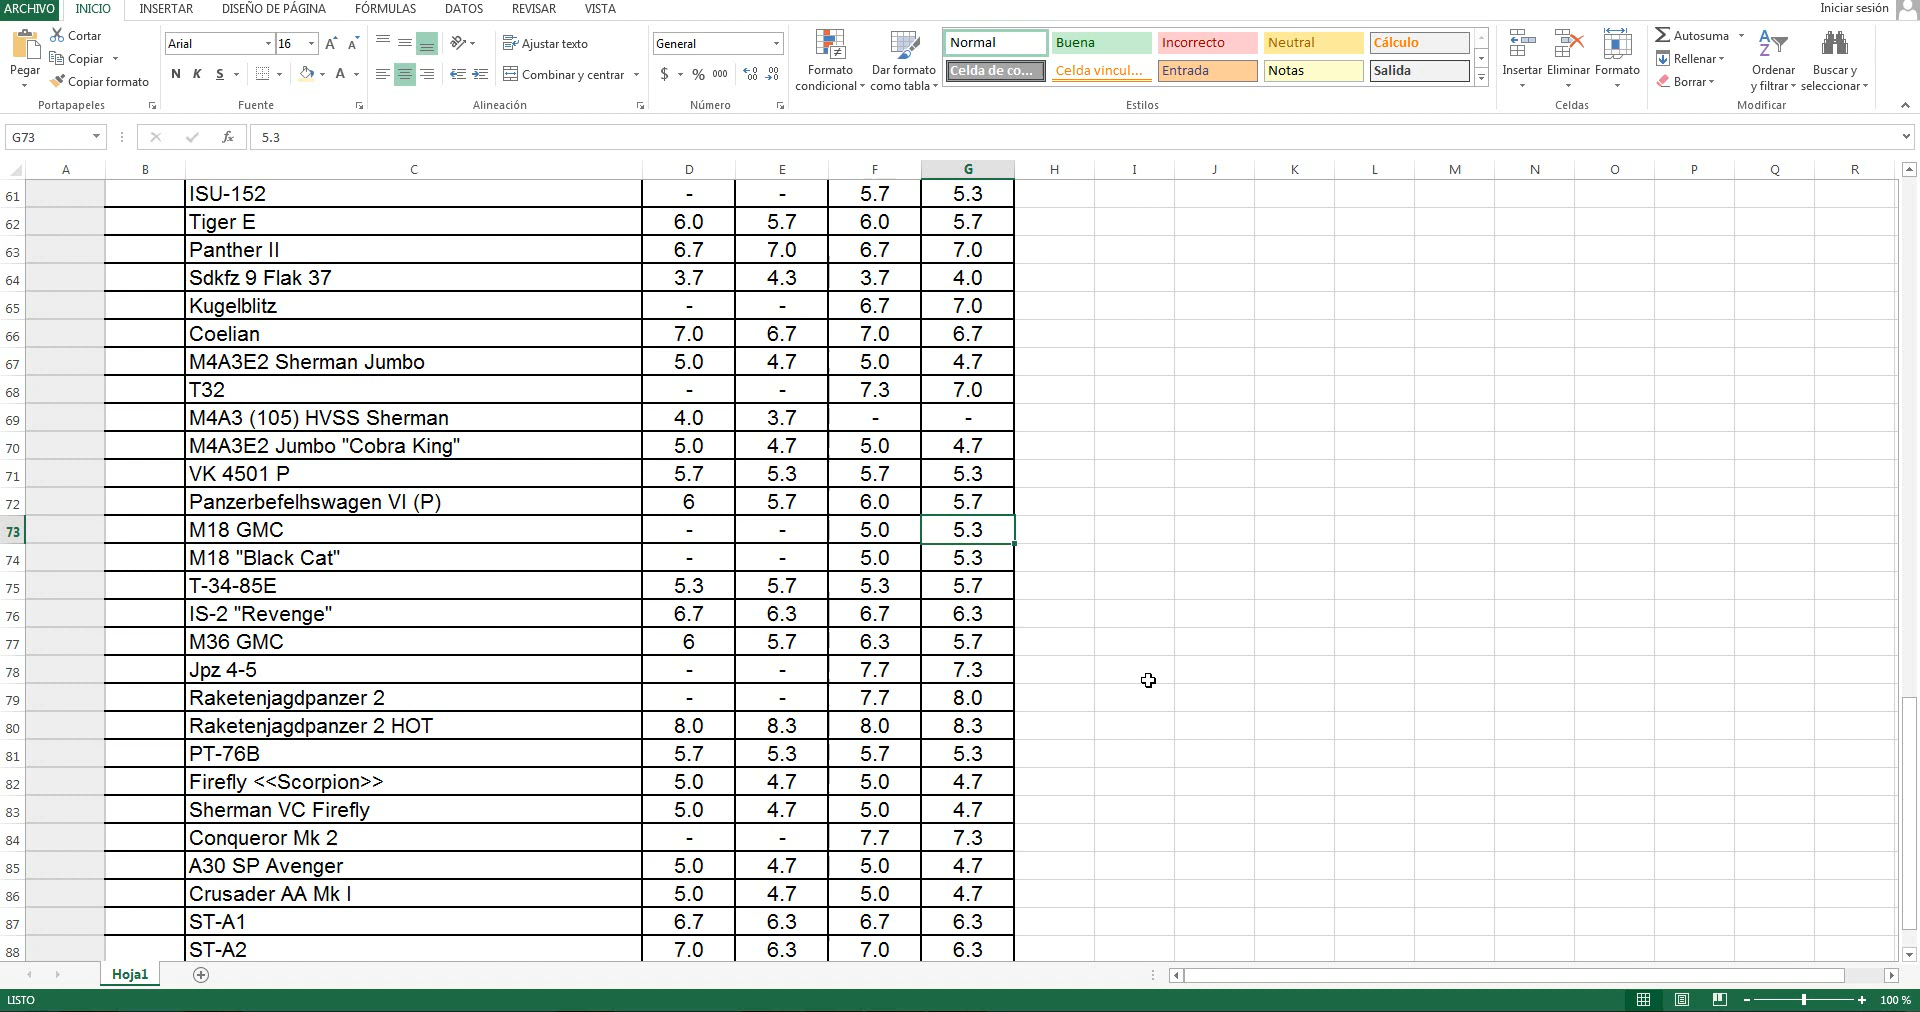 ARCHIVO INICIO INSERTAR DISEÑO DE PÁGINA FÓRMULAS DATOS REVISAR VISTA Iniciar sesión
Pegar Cortar Copiar Copiar formato Portapapeles
Arial 16 A A N K S A Fuente
Ajustar texto Combinar y centrar Alineación
General $ % 000 Número
Formato condicional Dar formato como tabla
Normal Buena Incorrecto Neutral Cálculo
Celda de co... Celda vincul... Entrada Notas Salida
Estilos
Insertar Eliminar Formato Celdas
Autosuma Rellenar Borrar Ordenar y filtrar Buscar y seleccionar Modificar
G73 fx 5.3
A B C D E F G H I J K L M N O P Q R
61 ISU-152 - - 5.7 5.3
62 Tiger E 6.0 5.7 6.0 5.7
63 Panther II 6.7 7.0 6.7 7.0
64 Sdkfz 9 Flak 37 3.7 4.3 3.7 4.0
65 Kugelblitz - - 6.7 7.0
66 Coelian 7.0 6.7 7.0 6.7
67 M4A3E2 Sherman Jumbo 5.0 4.7 5.0 4.7
68 T32 - - 7.3 7.0
69 M4A3 (105) HVSS Sherman 4.0 3.7 - -
70 M4A3E2 Jumbo "Cobra King" 5.0 4.7 5.0 4.7
71 VK 4501 P 5.7 5.3 5.7 5.3
72 Panzerbefelhswagen VI (P) 6 5.7 6.0 5.7
73 M18 GMC - - 5.0 5.3
74 M18 "Black Cat" - - 5.0 5.3
75 T-34-85E 5.3 5.7 5.3 5.7
76 IS-2 "Revenge" 6.7 6.3 6.7 6.3
77 M36 GMC 6 5.7 6.3 5.7
78 Jpz 4-5 - - 7.7 7.3
79 Raketenjagdpanzer 2 - - 7.7 8.0
80 Raketenjagdpanzer 2 HOT 8.0 8.3 8.0 8.3
81 PT-76B 5.7 5.3 5.7 5.3
82 Firefly <<Scorpion>> 5.0 4.7 5.0 4.7
83 Sherman VC Firefly 5.0 4.7 5.0 4.7
84 Conqueror Mk 2 - - 7.7 7.3
85 A30 SP Avenger 5.0 4.7 5.0 4.7
86 Crusader AA Mk I 5.0 4.7 5.0 4.7
87 ST-A1 6.7 6.3 6.7 6.3
88 ST-A2 7.0 6.3 7.0 6.3
Hoja1
LISTO 100 %